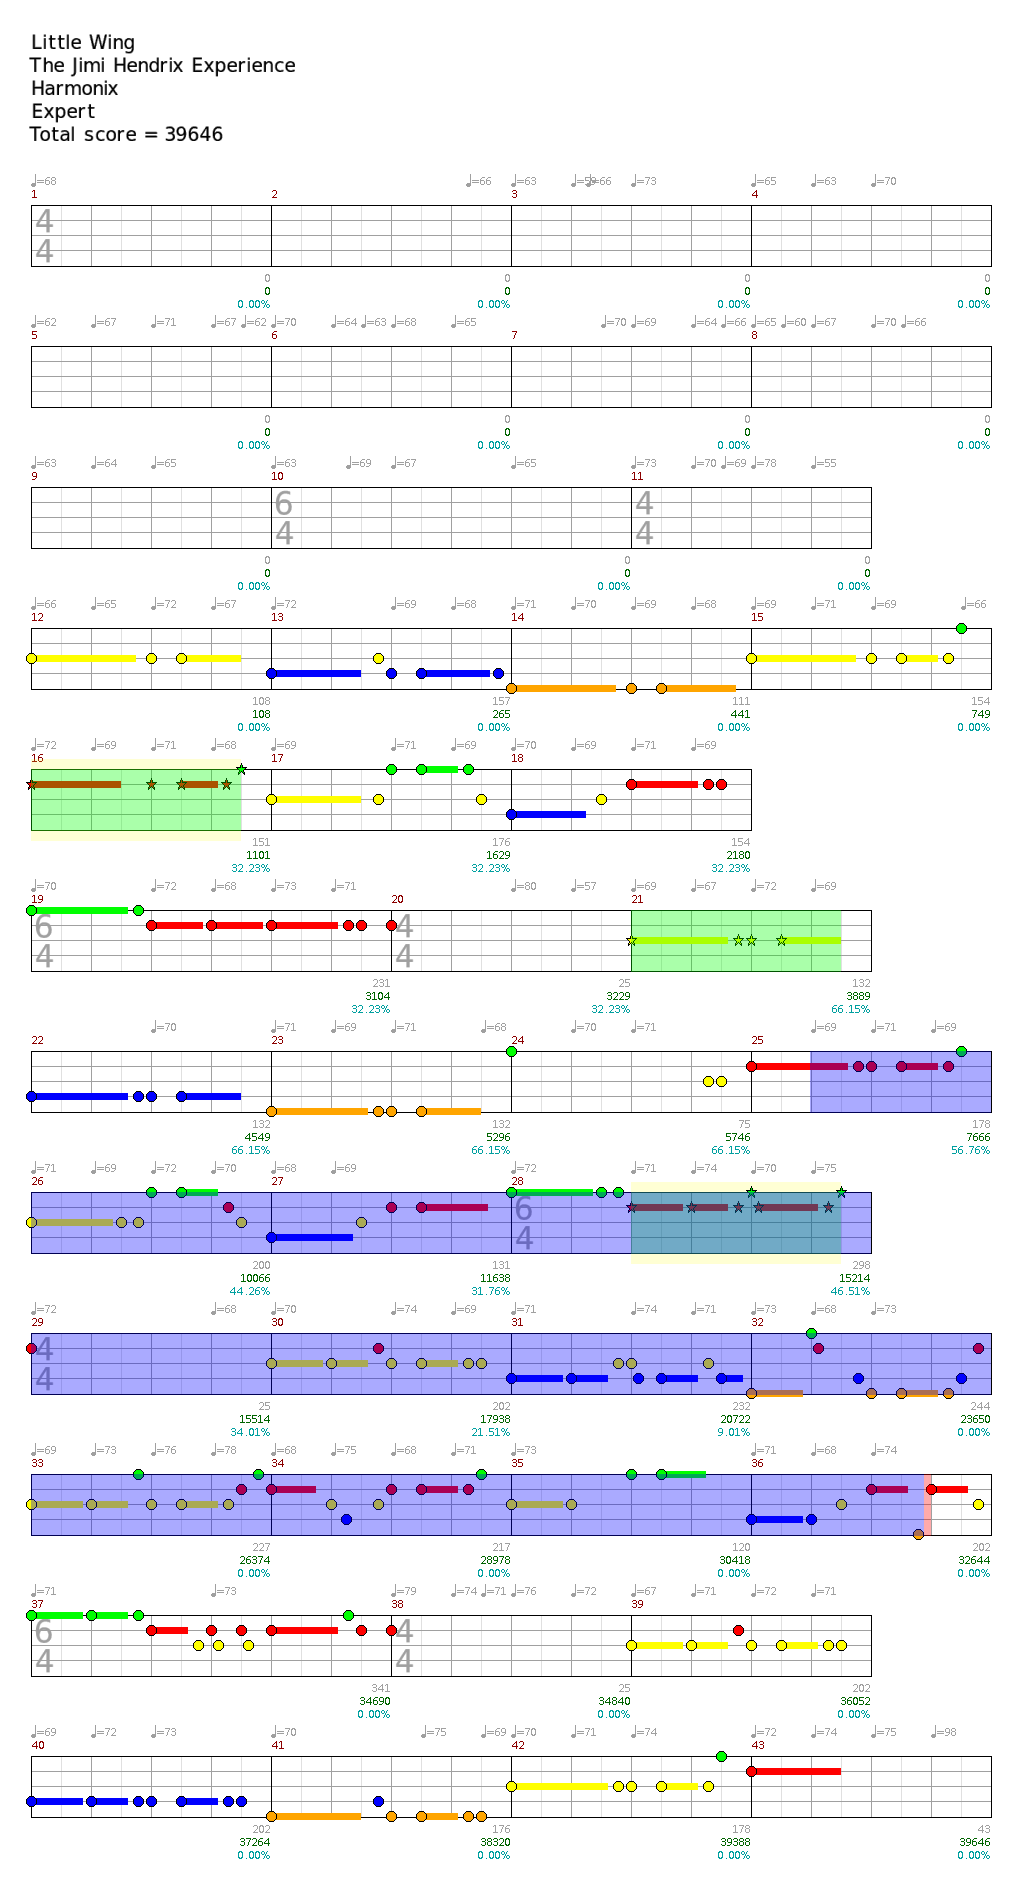 Little Wing
The Jimi Hendrix Experience
Harmonix
Expert
Total score = 39646
♩=68 ♩=66 ♩=63 ♩=59 ♩=66 ♩=73 ♩=65 ♩=63 ♩=70
1 2 3 4
4
4
0 0 0 0
0 0 0 0
0.00% 0.00% 0.00% 0.00%
♩=62 ♩=67 ♩=71 ♩=67 ♩=62 ♩=70 ♩=64 ♩=63 ♩=68 ♩=65 ♩=70 ♩=69 ♩=64 ♩=66 ♩=65 ♩=60 ♩=67 ♩=70 ♩=66
5 6 7 8
0 0 0 0
0 0 0 0
0.00% 0.00% 0.00% 0.00%
♩=63 ♩=64 ♩=65 ♩=63 ♩=69 ♩=67 ♩=65 ♩=73 ♩=70 ♩=69 ♩=78 ♩=55
9 10 11
6 4
4 4
0 0 0
0 0 0
0.00% 0.00% 0.00%
♩=66 ♩=65 ♩=72 ♩=67 ♩=72 ♩=69 ♩=68 ♩=71 ♩=70 ♩=69 ♩=68 ♩=69 ♩=71 ♩=69 ♩=66
12 13 14 15
108 157 111 154
108 265 441 749
0.00% 0.00% 0.00% 0.00%
♩=72 ♩=69 ♩=71 ♩=68 ♩=69 ♩=71 ♩=69 ♩=72 ♩=69 ♩=71 ♩=69
16 17 18
151 176 154
1101 1629 2180
32.23% 32.23% 32.23%
♩=70 ♩=72 ♩=68 ♩=73 ♩=71 ♩=80 ♩=57 ♩=69 ♩=67 ♩=72 ♩=69
19 20 21
6 4
4 4
231 25 132
3104 3229 3889
32.23% 32.23% 66.15%
♩=70 ♩=71 ♩=69 ♩=71 ♩=68 ♩=70 ♩=71 ♩=69 ♩=71 ♩=69
22 23 24 25
132 132 75 178
4549 5296 5746 7666
66.15% 66.15% 66.15% 56.76%
♩=71 ♩=69 ♩=72 ♩=70 ♩=68 ♩=69 ♩=72 ♩=71 ♩=74 ♩=70 ♩=75
26 27 28
6
4
200 131 298
10066 11638 15214
44.26% 31.76% 46.51%
♩=72 ♩=68 ♩=70 ♩=74 ♩=69 ♩=71 ♩=74 ♩=71 ♩=73 ♩=68 ♩=73
29 30 31 32
4
4
25 202 232 244
15514 17938 20722 23650
34.01% 21.51% 9.01% 0.00%
♩=69 ♩=73 ♩=76 ♩=78 ♩=68 ♩=75 ♩=68 ♩=71 ♩=73 ♩=71 ♩=68 ♩=74
33 34 35 36
227 217 120 202
26374 28978 30418 32644
0.00% 0.00% 0.00% 0.00%
♩=71 ♩=73 ♩=79 ♩=74 ♩=71 ♩=76 ♩=72 ♩=67 ♩=71 ♩=72 ♩=71
37 38 39
6 4
4 4
341 25 202
34690 34840 36052
0.00% 0.00% 0.00%
♩=69 ♩=72 ♩=73 ♩=70 ♩=75 ♩=69 ♩=70 ♩=71 ♩=74 ♩=72 ♩=74 ♩=75 ♩=98
40 41 42 43
202 176 178 43
37264 38320 39388 39646
0.00% 0.00% 0.00% 0.00%